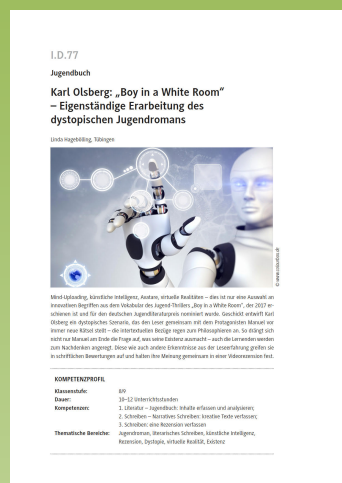 I.D.77
Jugendbuch
Karl Olsberg: „Boy in a White Room“
– Eigenständige Erarbeitung des
dystopischen Jugendromans
Linda Hageböllling, Tübingen
Mind-Uploading, künstliche Intelligenz, Avatare, virtuelle Realitäten – dies ist nur eine Auswahl an
innovativen Begriffen aus dem Vokabular des Jugend-Thrillers „Boy in a White Room“, der 2017 er-
schienen ist und für den deutschen Jugendliteraturpreis nominiert wurde. Geschickt entwirft Karl
Olsberg ein dystopisches Szenario, das den Leser gemeinsam mit dem Protagonisten Manuel vor
immer neue Rätsel stellt – die intertextuellen Bezüge regen zum Philosophieren an. So drängt sich
nicht nur Manuel am Ende die Frage auf, was seine Existenz ausmacht – auch die Lernenden werden
zum Nachdenken angeregt. Diese wie auch andere Erkenntnisse aus der Leseerfahrung greifen sie
in schriftlichen Bewertungen auf und halten ihre Meinung gemeinsam in einer Videorezension fest.
KOMPETENZPROFIL
Klassenstufe: 8/9
Dauer: 10–12 Unterrichtsstunden
Kompetenzen: 1. Literatur – Jugendbuch: Inhalte erfassen und analysieren;
2. Schreiben – Narratives Schreiben: kreative Texte verfassen;
3. Schreiben: eine Rezension verfassen
Thematische Bereiche: Jugendroman, literarisches Schreiben, künstliche Intelligenz,
Rezension, Dystopie, virtuelle Realität, Existenz